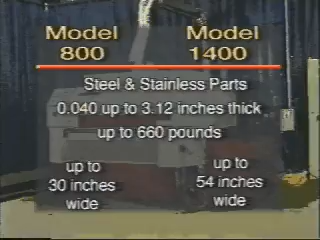 Model Model
800 1400
Steel & Stainless Parts
0.040 up to 3.12 inches thick
up to 660 pounds
up to up to
30 inches 54 inches
wide wide